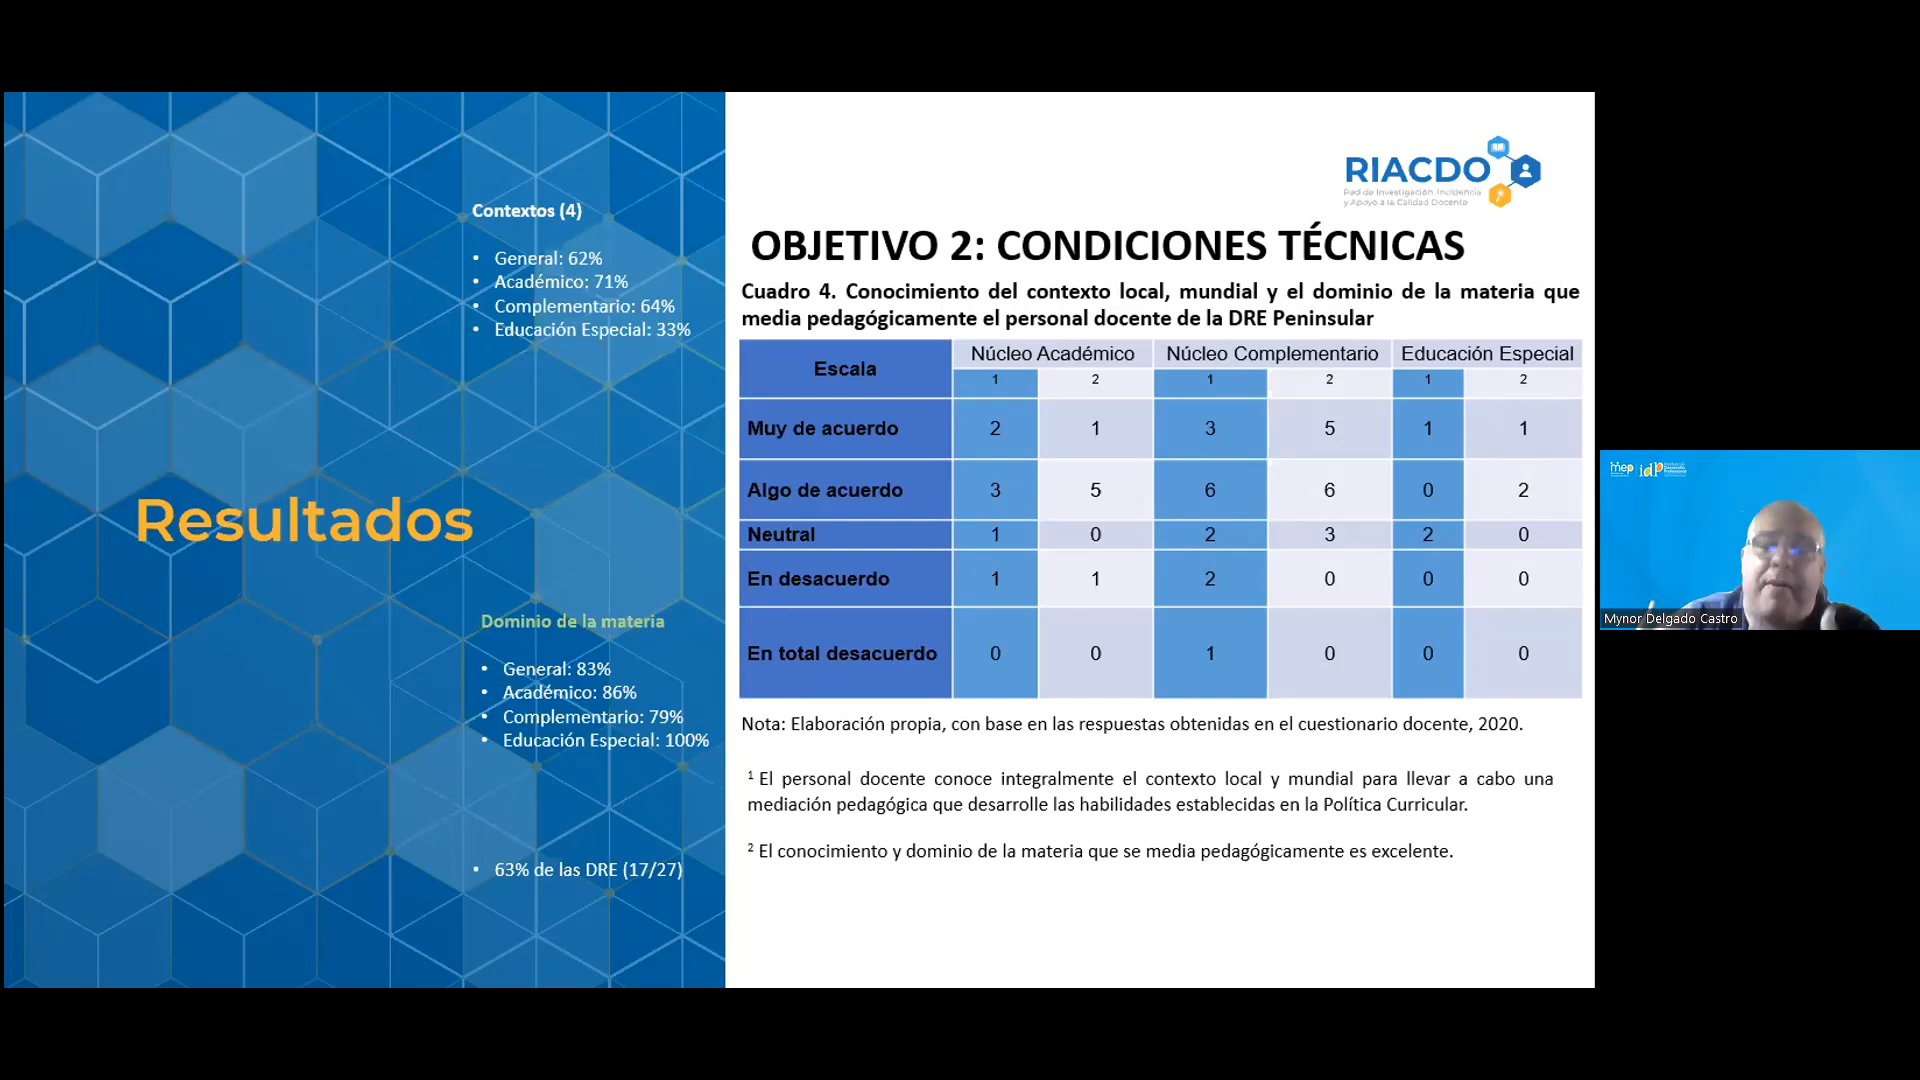 Contextos (4)
• General: 62%
• Académico: 71%
• Complementario: 64%
• Educación Especial: 33%
Resultados
Dominio de la materia
• General: 83%
• Académico: 86%
• Complementario: 79%
• Educación Especial: 100%
• 63% de las DRE (17/27)
RIACDO
Red de Investigación, Incidencia
y Apoyo a la Calidad Docente
OBJETIVO 2: CONDICIONES TÉCNICAS
Cuadro 4. Conocimiento del contexto local, mundial y el dominio de la materia que
media pedagógicamente el personal docente de la DRE Peninsular
Escala Núcleo Académico Núcleo Complementario Educación Especial
1 2 1 2 1 2
Muy de acuerdo 2 1 3 5 1 1
Algo de acuerdo 3 5 6 6 0 2
Neutral 1 0 2 3 2 0
En desacuerdo 1 1 2 0 0 0
En total desacuerdo 0 0 1 0 0 0
Nota: Elaboración propia, con base en las respuestas obtenidas en el cuestionario docente, 2020.
1 El personal docente conoce integralmente el contexto local y mundial para llevar a cabo una
mediación pedagógica que desarrolle las habilidades establecidas en la Política Curricular.
2 El conocimiento y dominio de la materia que se media pedagógicamente es excelente.
mep idp
Mynor Delgado Castro